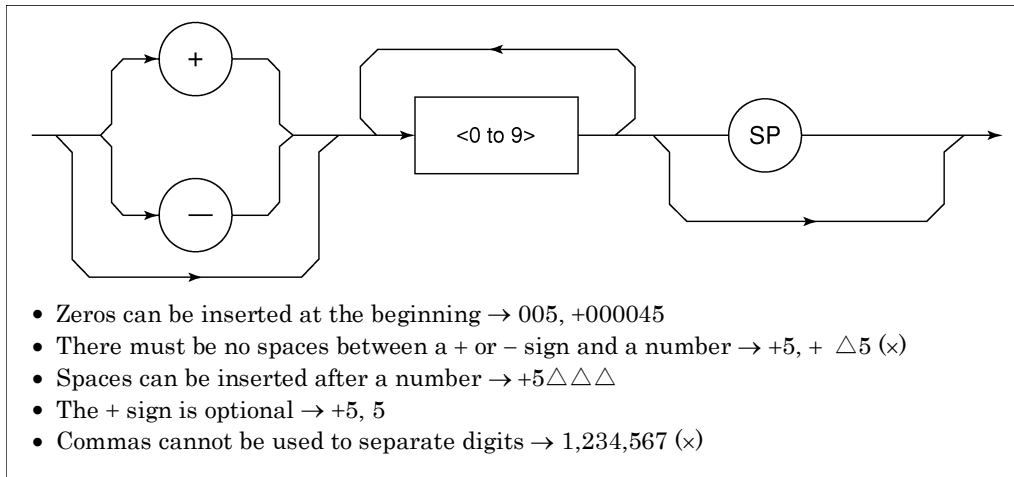 +
<0 to 9>
SP
—
• Zeros can be inserted at the beginning → 005, +000045
• There must be no spaces between a + or – sign and a number → +5, + △5 (×)
• Spaces can be inserted after a number → +5△△△
• The + sign is optional → +5, 5
• Commas cannot be used to separate digits → 1,234,567 (×)